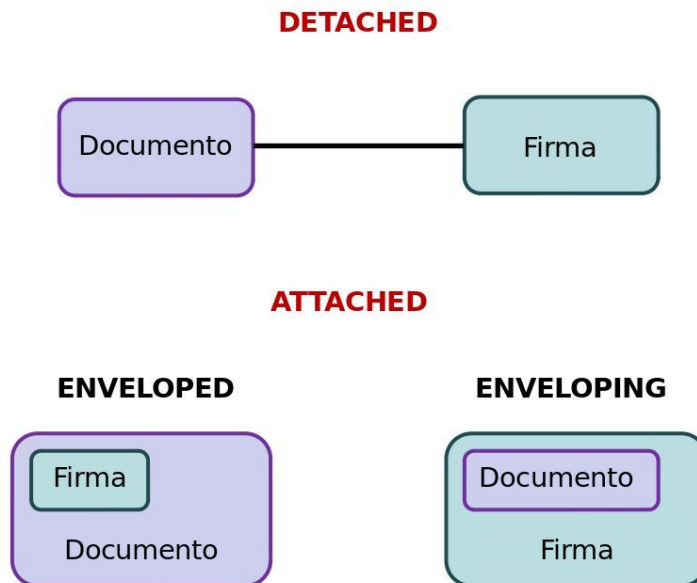 DETACHED
Documento
Firma
ATTACHED
ENVELOPED
ENVELOPING
Firma
Documento
Documento
Firma